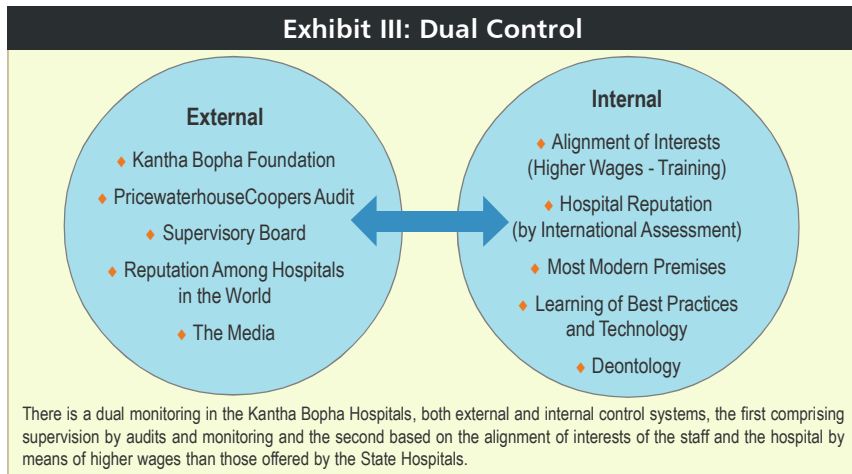 Exhibit III: Dual Control
External
♦ Kantha Bopha Foundation
♦ PricewaterhouseCoopers Audit
♦ Supervisory Board
♦ Reputation Among Hospitals
in the World
♦ The Media
Internal
♦ Alignment of Interests
(Higher Wages - Training)
♦ Hospital Reputation
(by International Assessment)
♦ Most Modern Premises
♦ Learning of Best Practices
and Technology
♦ Deontology
There is a dual monitoring in the Kantha Bopha Hospitals, both external and internal control systems, the first comprising
supervision by audits and monitoring and the second based on the alignment of interests of the staff and the hospital by
means of higher wages than those offered by the State Hospitals.